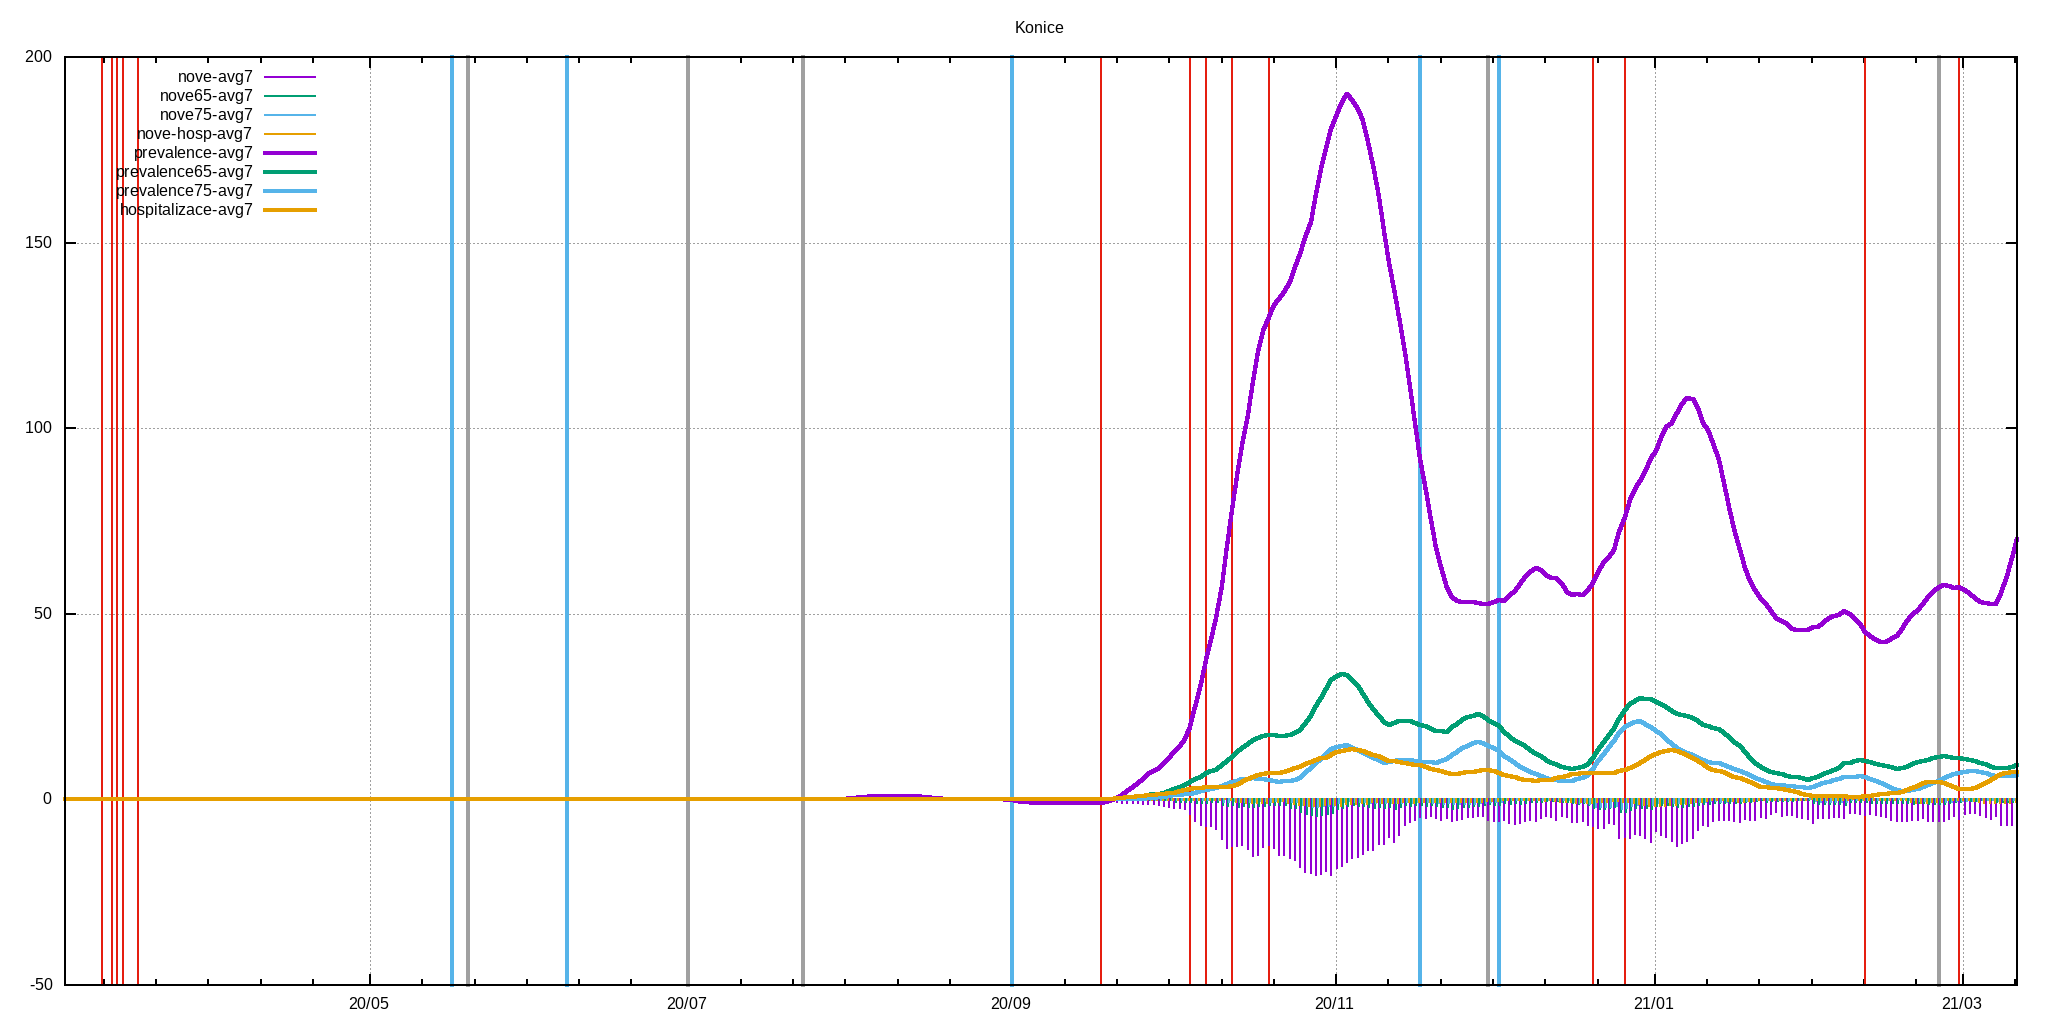 Konice
200
150
100
50
0
-50
nove-avg7
nove65-avg7
nove75-avg7
nove-hosp-avg7
prevalence-avg7
prevalence65-avg7
prevalence75-avg7
hospitalizace-avg7
20/05 20/07 20/09 20/11 21/01 21/03